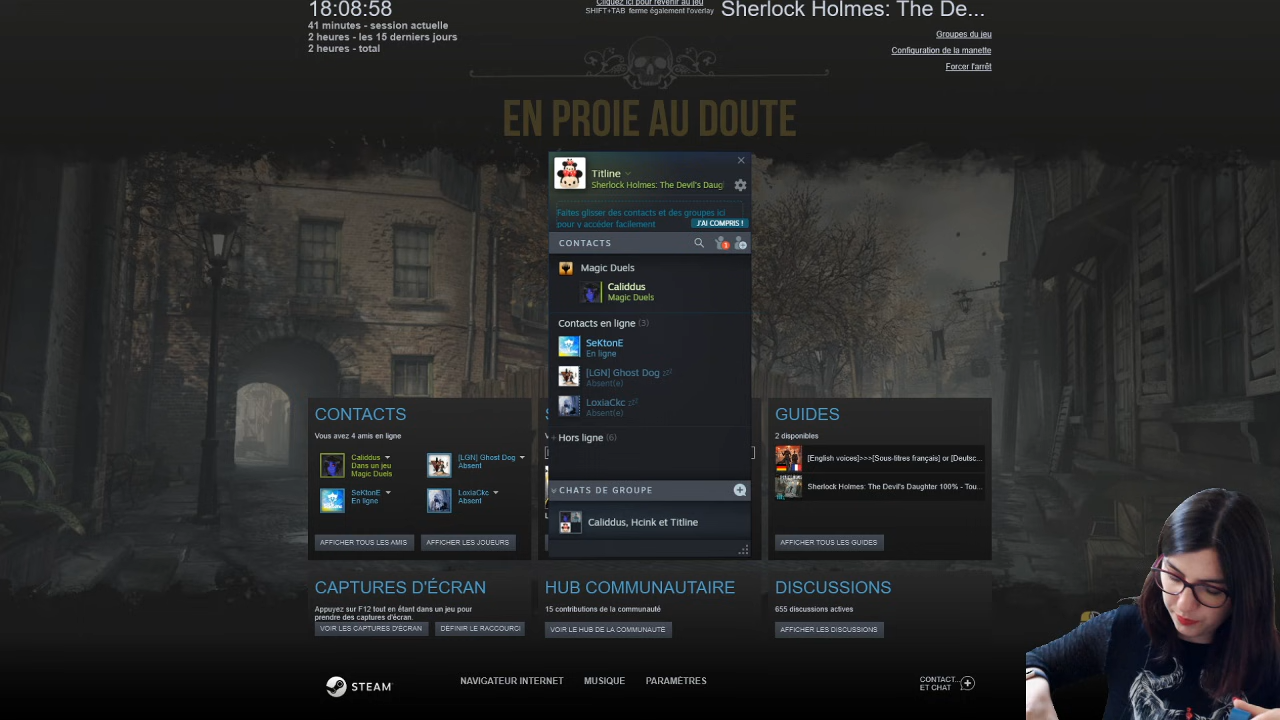 18:08:58
41 minutes - session actuelle
2 heures - les 15 derniers jours
2 heures - total
Cliquez ici pour revenir au jeu
SHIFT+TAB ferme également l'overlay
Sherlock Holmes: The De...
Groupes du jeu
Configuration de la manette
Forcer l'arrêt
EN PROIE AU DOUTE
Titline
Sherlock Holmes: The Devil's Daug
Faites glisser des contacts et des groupes ici
pour y accéder facilement
J'AI COMPRIS !
CONTACTS
1
Magic Duels
Caliddus
Magic Duels
Contacts en ligne (3)
SeKtonE
En ligne
[LGN] Ghost Dog
Absent(e)
LoxiaCkc
Absent(e)
Hors ligne (6)
CHATS DE GROUPE
Caliddus, Hcink et Titline
CONTACTS
Vous avez 4 amis en ligne
Caliddus
Dans un jeu
Magic Duels
[LGN] Ghost Dog
Absent
SeKtonE
En ligne
LoxiaCkc
Absent
AFFICHER TOUS LES AMIS
AFFICHER LES JOUEURS
GUIDES
2 disponibles
[English voices]>>>[Sous-titres français] or [Deutsc...
Sherlock Holmes: The Devil's Daughter 100% - Tou...
AFFICHER TOUS LES GUIDES
CAPTURES D'ÉCRAN
Appuyez sur F12 tout en étant dans un jeu pour
prendre des captures d'écran.
VOIR LES CAPTURES D'ÉCRAN
DÉFINIR LE RACCOURCI
HUB COMMUNAUTAIRE
15 contributions de la communauté
VOIR LE HUB DE LA COMMUNAUTÉ
DISCUSSIONS
655 discussions actives
AFFICHER LES DISCUSSIONS
STEAM
NAVIGATEUR INTERNET
MUSIQUE
PARAMÈTRES
CONTACT...
ET CHAT